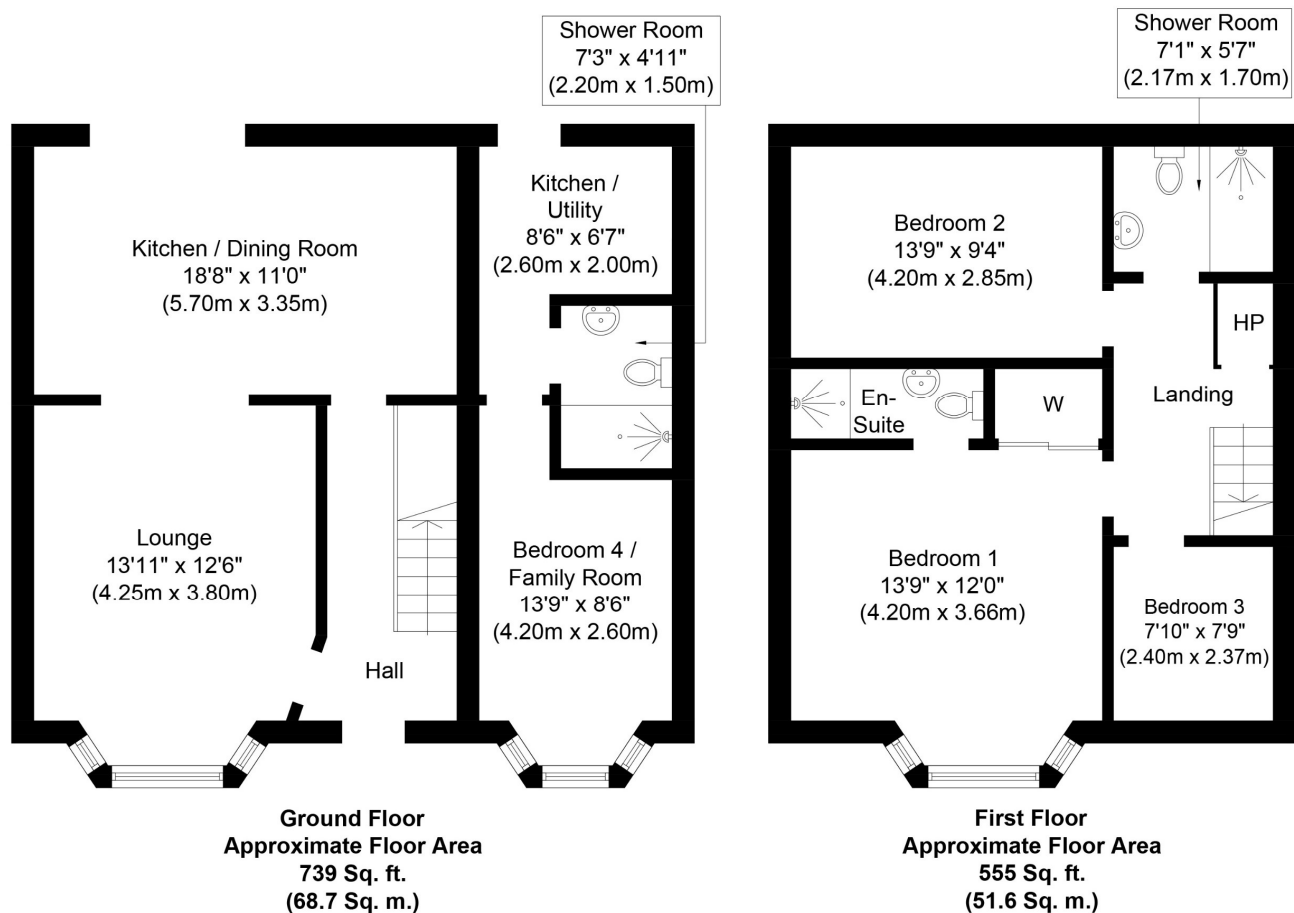 Shower Room
7'3" x 4'11"
(2.20m x 1.50m)
Kitchen /
Utility
8'6" x 6'7"
(2.60m x 2.00m)
Kitchen / Dining Room
18'8" x 11'0"
(5.70m x 3.35m)
Lounge
13'11" x 12'6"
(4.25m x 3.80m)
Hall
Bedroom 4 /
Family Room
13'9" x 8'6"
(4.20m x 2.60m)
Ground Floor
Approximate Floor Area
739 Sq. ft.
(68.7 Sq. m.)
Shower Room
7'1" x 5'7"
(2.17m x 1.70m)
Bedroom 2
13'9" x 9'4"
(4.20m x 2.85m)
HP
En-
Suite
W
Landing
Bedroom 1
13'9" x 12'0"
(4.20m x 3.66m)
Bedroom 3
7'10" x 7'9"
(2.40m x 2.37m)
First Floor
Approximate Floor Area
555 Sq. ft.
(51.6 Sq. m.)